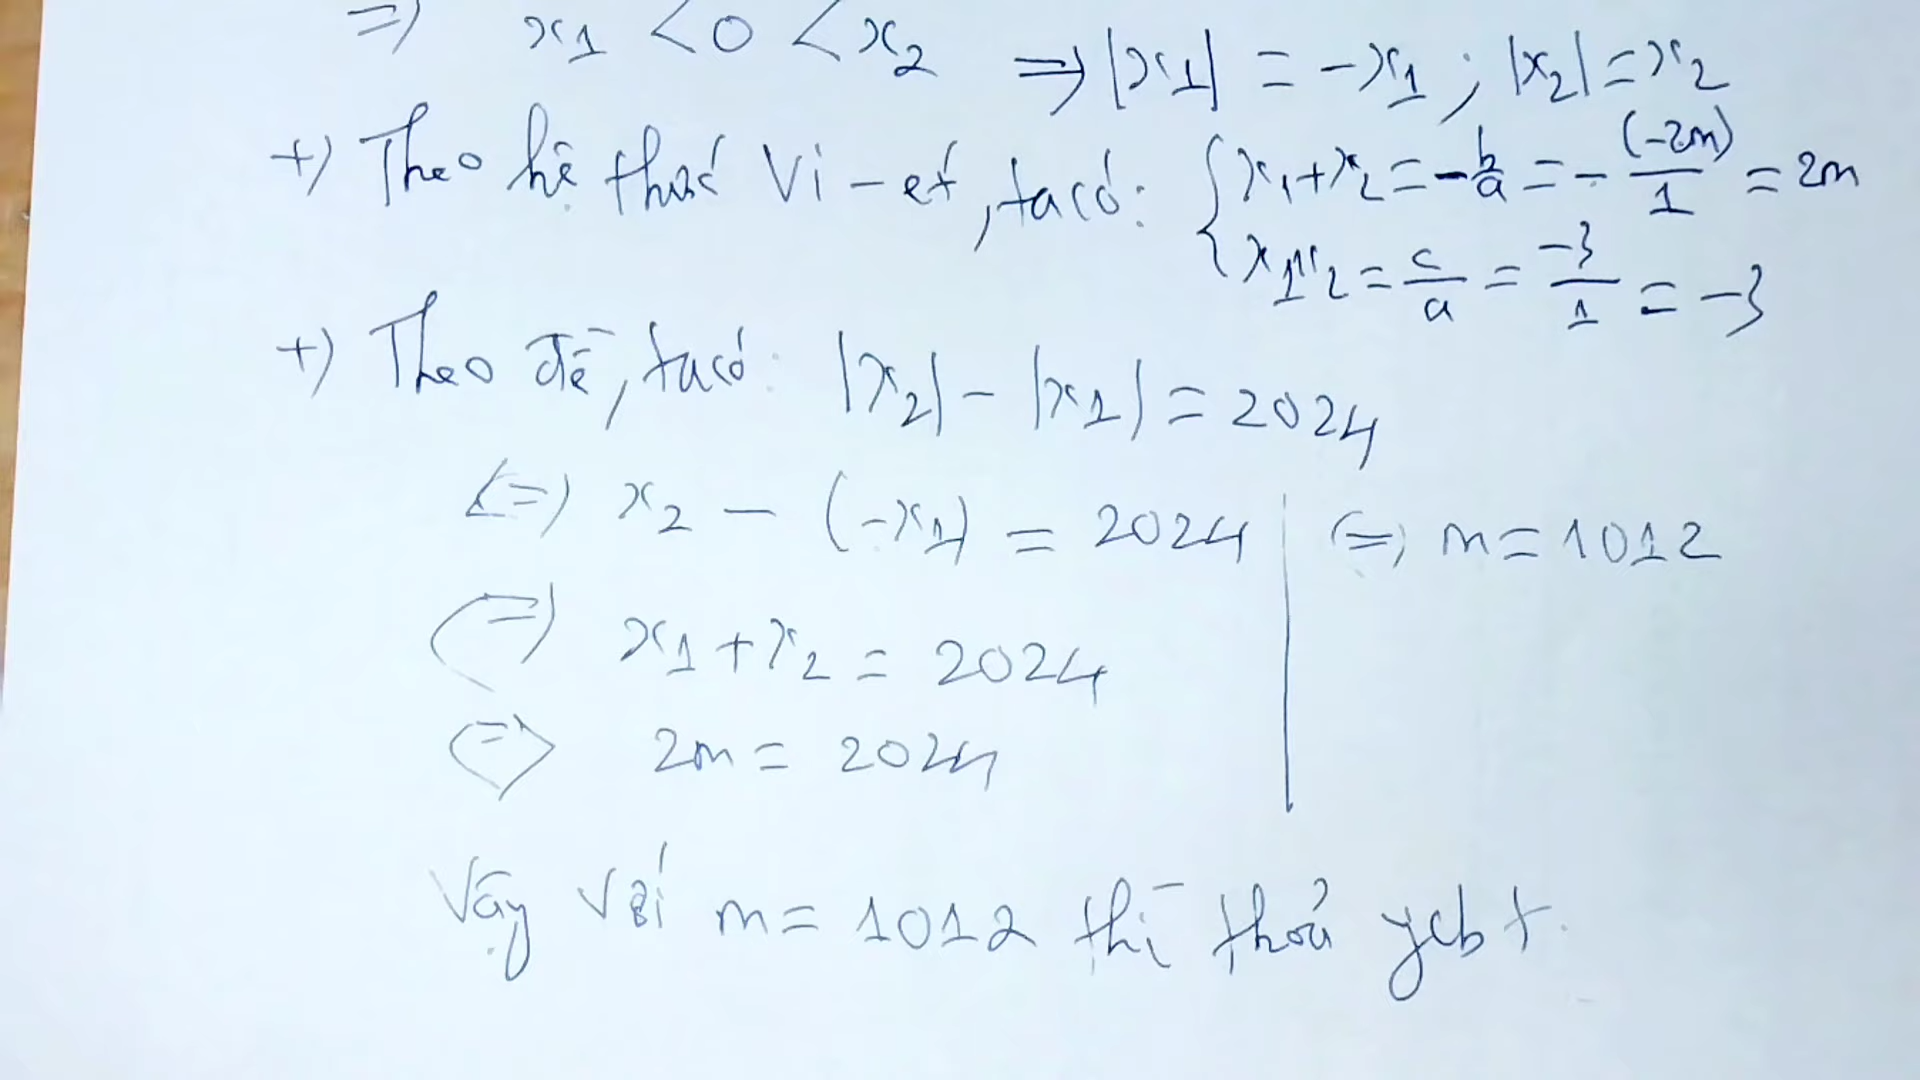 => x1 < 0 < x2 => |x1| = -x1 ; |x2| = x2
+) Theo hệ thức Vi-et, ta có: { x1 + x2 = -b/a = -(-2m)/1 = 2m
x1x2 = c/a = -3/1 = -3
+) Theo đề, ta có: |x2| - |x1| = 2024
<=> x2 - (-x1) = 2024 | <=> m = 1012
<=> x1 + x2 = 2024
<=> 2m = 2024
Vậy với m = 1012 thì thoả ycbt.